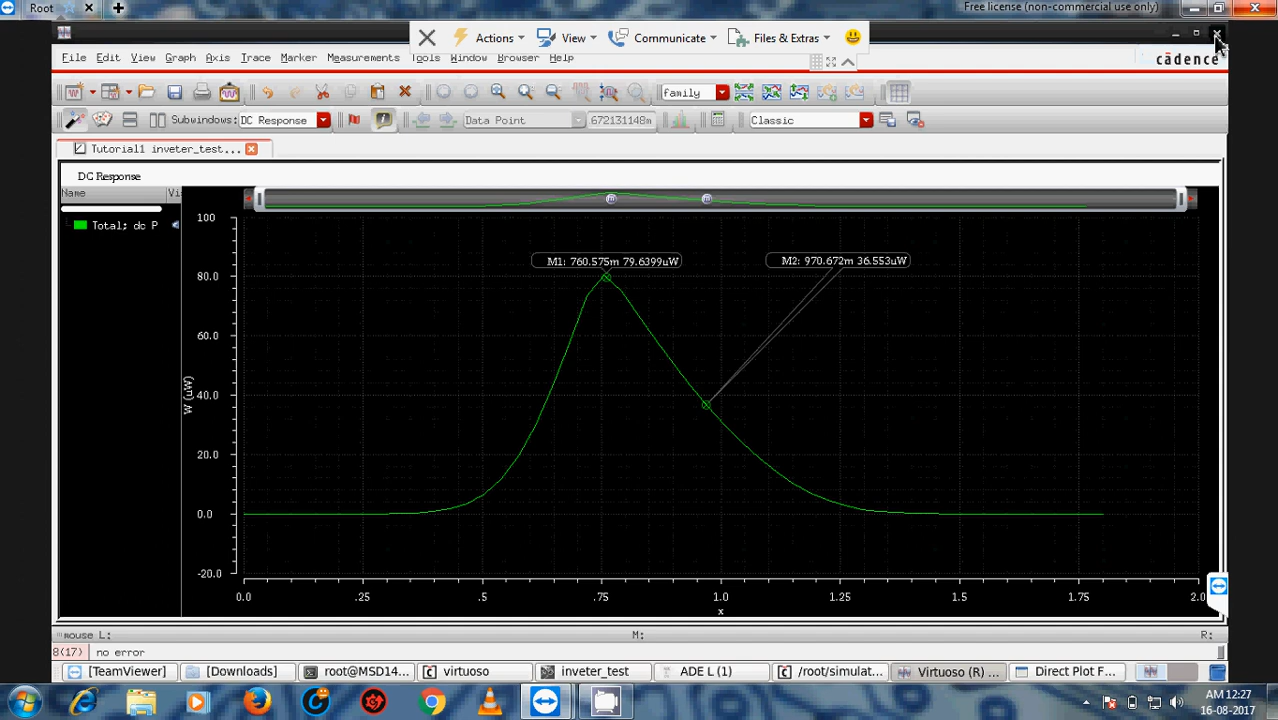 Root
Free license (non-commercial use only)
Actions View Communicate Files & Extras
File Edit View Graph Axis Trace Marker Measurements Tools Window Browser Help
cādence
family
Subwindows: DC Response Data Point 672131148m Classic
Tutorial1 inveter_test...
DC Response
Name Vi
Total; dc P
100
80.0
60.0
40.0
20.0
0.0
-20.0
W (uW)
M1: 760.575m 79.6399uW
M2: 970.672m 36.553uW
0.0 .25 .5 .75 1.0 1.25 1.5 1.75 2.0
x
mouse L: M: R:
8(17) no error
[TeamViewer] [Downloads] root@MSD14... virtuoso inveter_test ADE L (1) /root/simulat... Virtuoso (R) ... Direct Plot F...
AM 12:27
16-08-2017